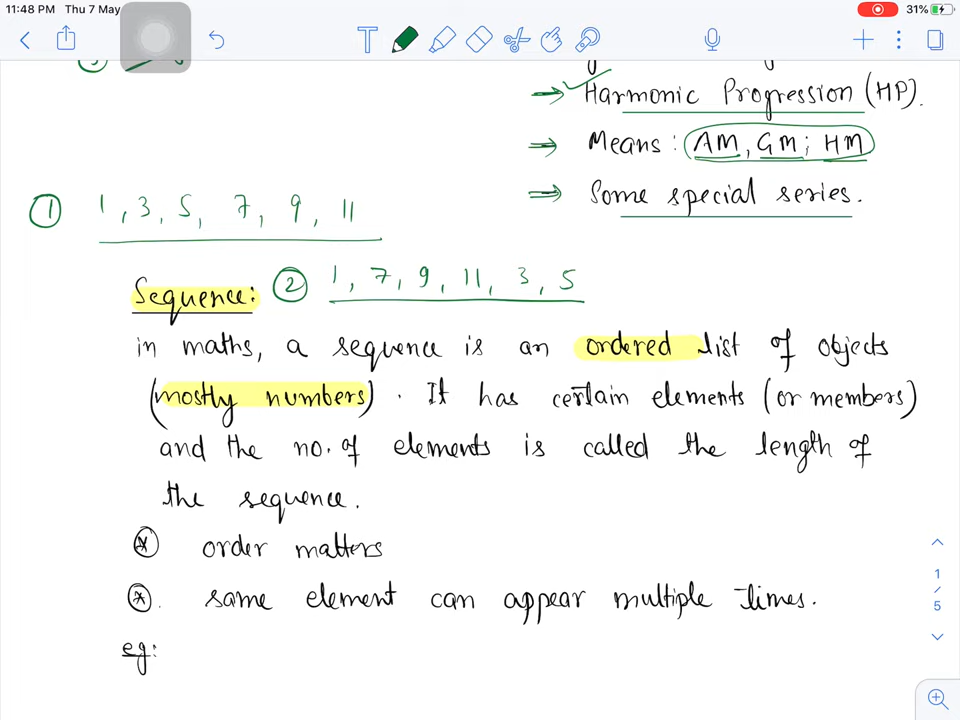 11:48 PM Thu 7 May
31%
→ Harmonic Progression (HP).
→ Means : AM, GM; HM
⇒ Some special series.
① 1, 3, 5, 7, 9, 11
Sequence: ② 1, 7, 9, 11, 3, 5
in maths, a sequence is an ordered list of objects
(mostly numbers). It has certain elements (or members)
and the no. of elements is called the length of
the sequence.
⊛ order matters
⊛. same element can appear multiple times.
eg:
1/5